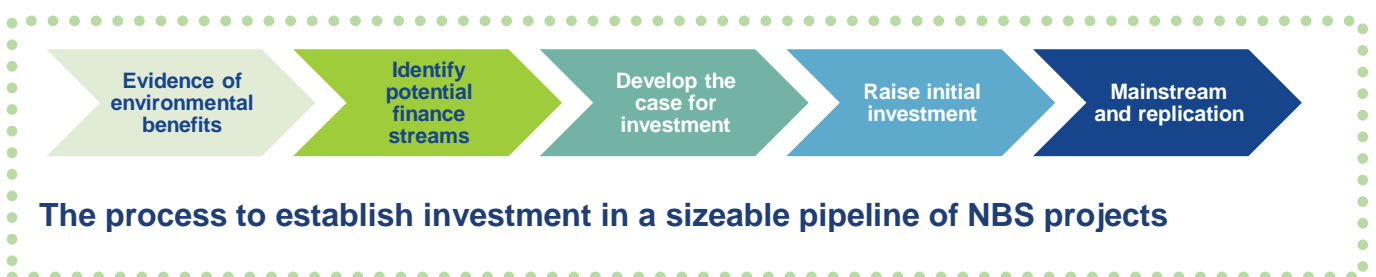 Evidence of
environmental
benefits
Identify
potential
finance
streams
Develop the
case for
investment
Raise initial
investment
Mainstream
and replication
The process to establish investment in a sizeable pipeline of NBS projects